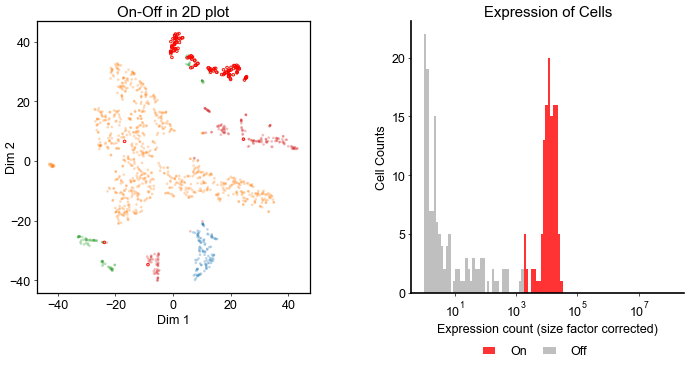 On-Off in 2D plot
40
20
0
−20
−40
Dim 2
−40 −20 0 20 40
Dim 1
Expression of Cells
20
15
10
5
0
Cell Counts
10^1 10^3 10^5 10^7
Expression count (size factor corrected)
On Off